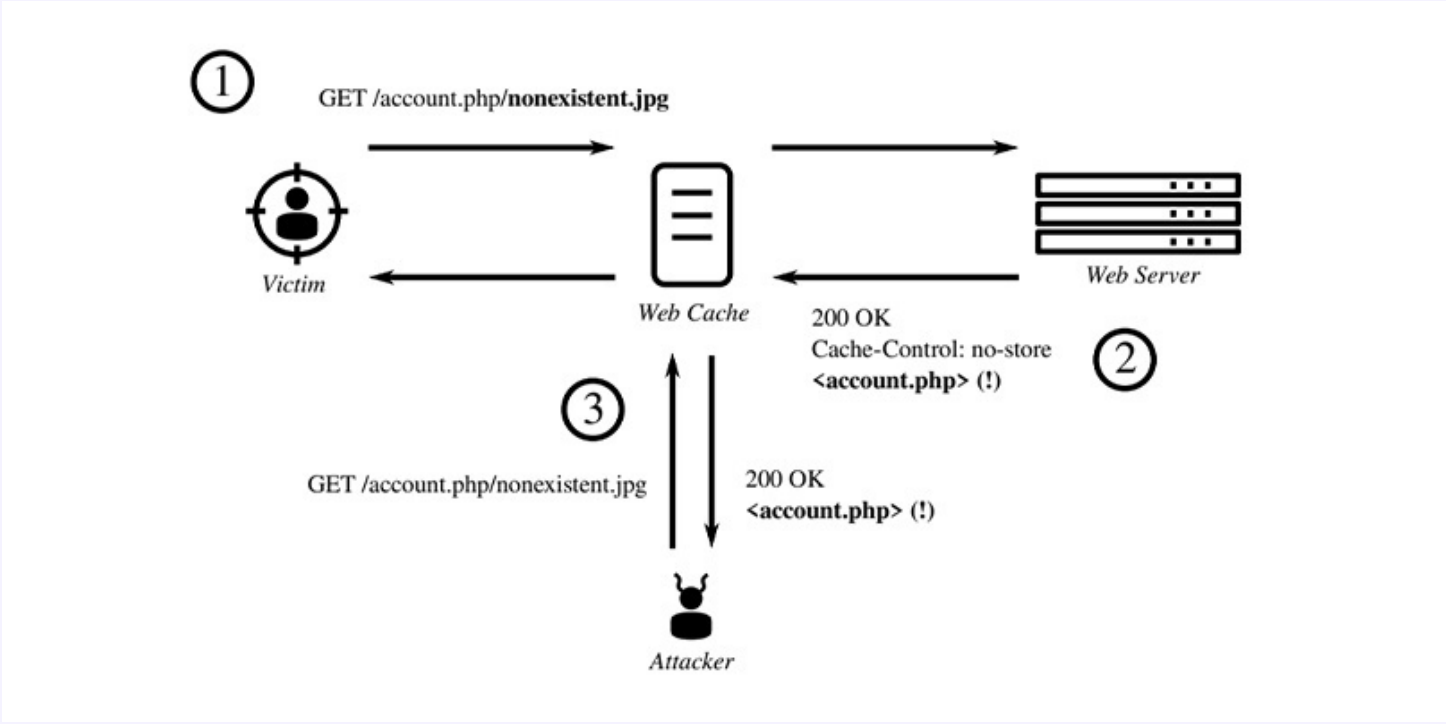 1
GET /account.php/nonexistent.jpg
Victim
Web Cache
Web Server
200 OK
Cache-Control: no-store
<account.php> (!)
2
3
GET /account.php/nonexistent.jpg
200 OK
<account.php> (!)
Attacker